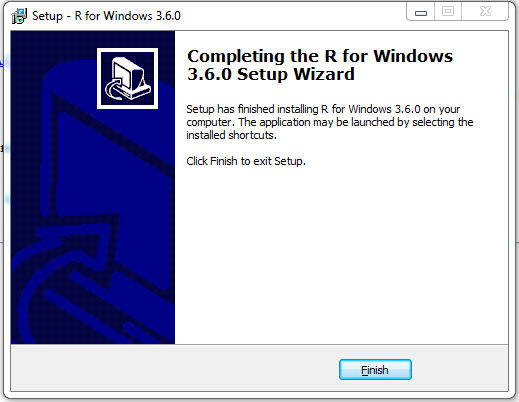 Setup - R for Windows 3.6.0
Completing the R for Windows
3.6.0 Setup Wizard
Setup has finished installing R for Windows 3.6.0 on your
computer. The application may be launched by selecting the
installed shortcuts.
Click Finish to exit Setup.
Finish